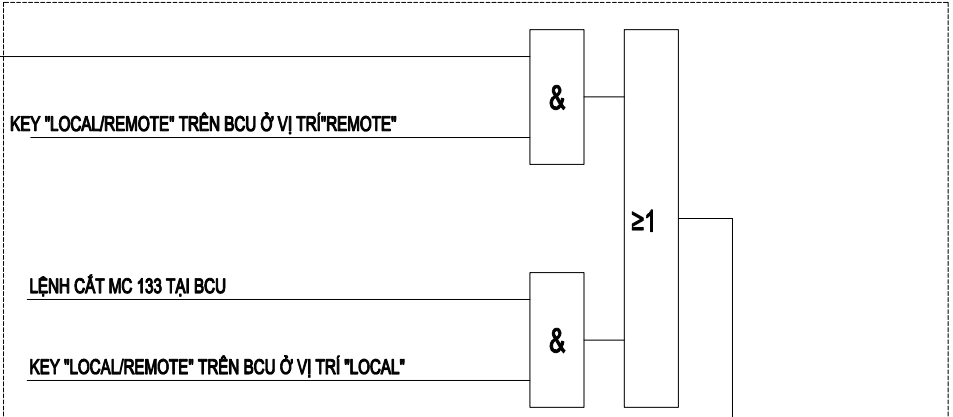 &
KEY "LOCAL/REMOTE" TRÊN BCU Ở VỊ TRÍ"REMOTE"
≥1
LỆNH CẮT MC 133 TẠI BCU
&
KEY "LOCAL/REMOTE" TRÊN BCU Ở VỊ TRÍ "LOCAL"